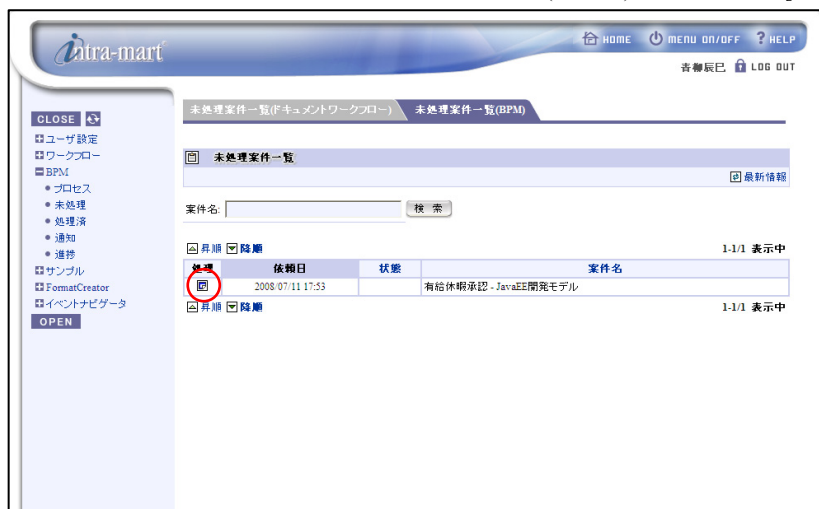 intra-mart
HOME MENU ON/OFF ? HELP
青柳辰巳 LOG OUT
CLOSE
ユーザ設定
ワークフロー
BPM
プロセス
未処理
処理済
通知
進捗
サンプル
FormatCreator
イベントナビゲータ
OPEN
未処理案件一覧(ドキュメントワークフロー) 未処理案件一覧(BPM)
未処理案件一覧
最新情報
案件名: 検 索
昇順 降順 1-1/1 表示中
処理 依頼日 状態 案件名
2008/07/11 17:53 有給休暇承認 - JavaEE開発モデル
昇順 降順 1-1/1 表示中